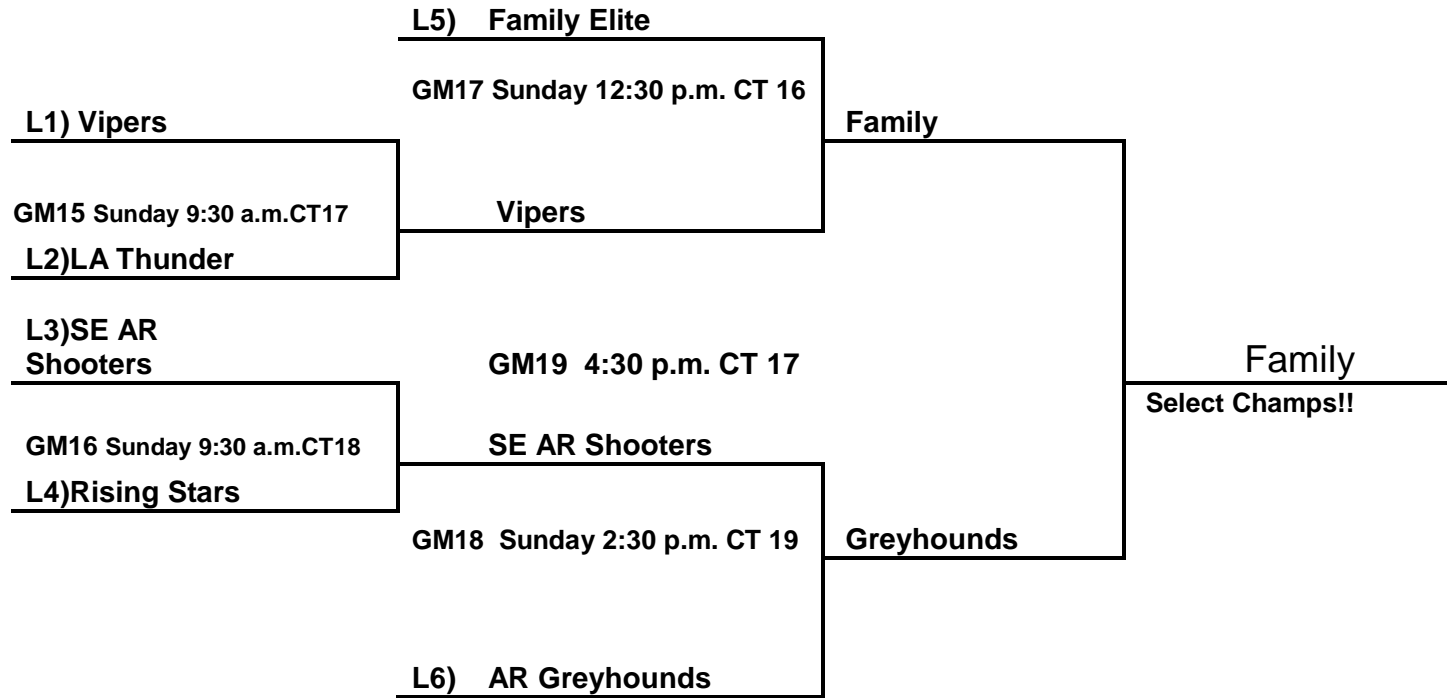 L5) Family Elite
GM17 Sunday 12:30 p.m. CT 16
L1) Vipers
Family
GM15 Sunday 9:30 a.m.CT17
Vipers
L2)LA Thunder
L3)SE AR
Shooters
GM19 4:30 p.m. CT 17
Family
Select Champs!!
GM16 Sunday 9:30 a.m.CT18
SE AR Shooters
L4)Rising Stars
GM18 Sunday 2:30 p.m. CT 19
Greyhounds
L6) AR Greyhounds